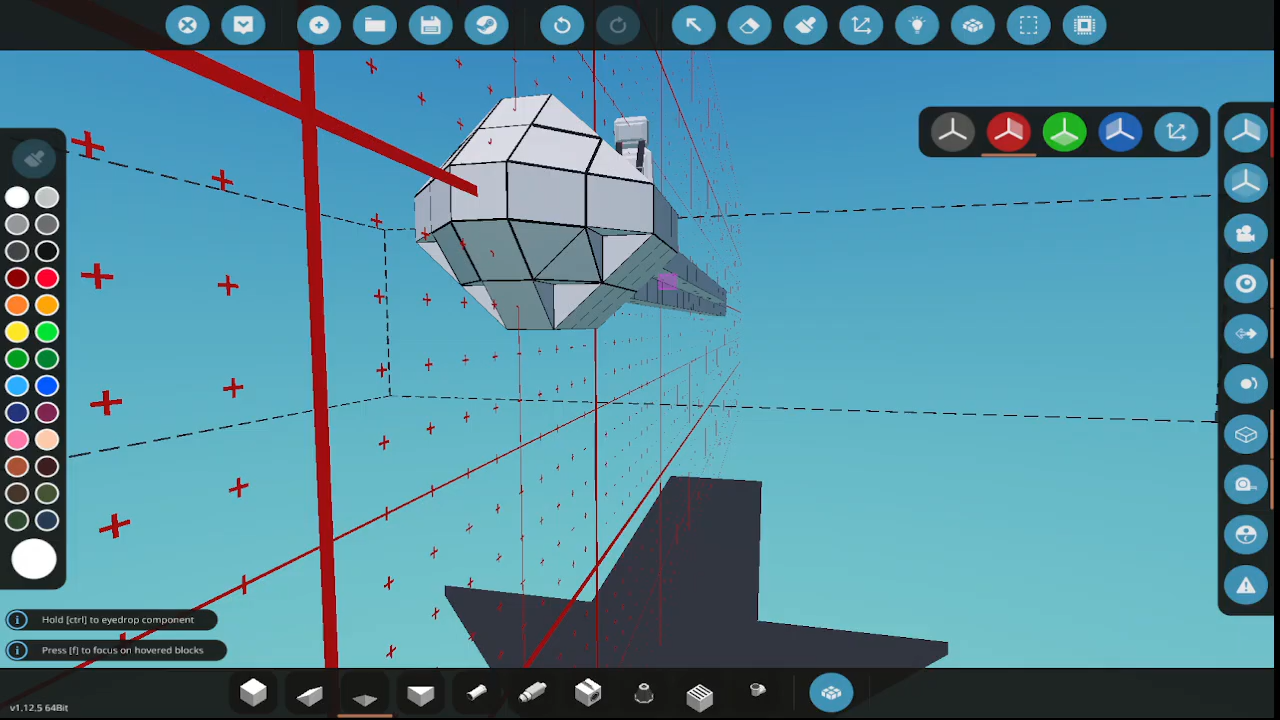 Hold [ctrl] to eyedrop component
Press [f] to focus on hovered blocks
v1.12.5 64Bit